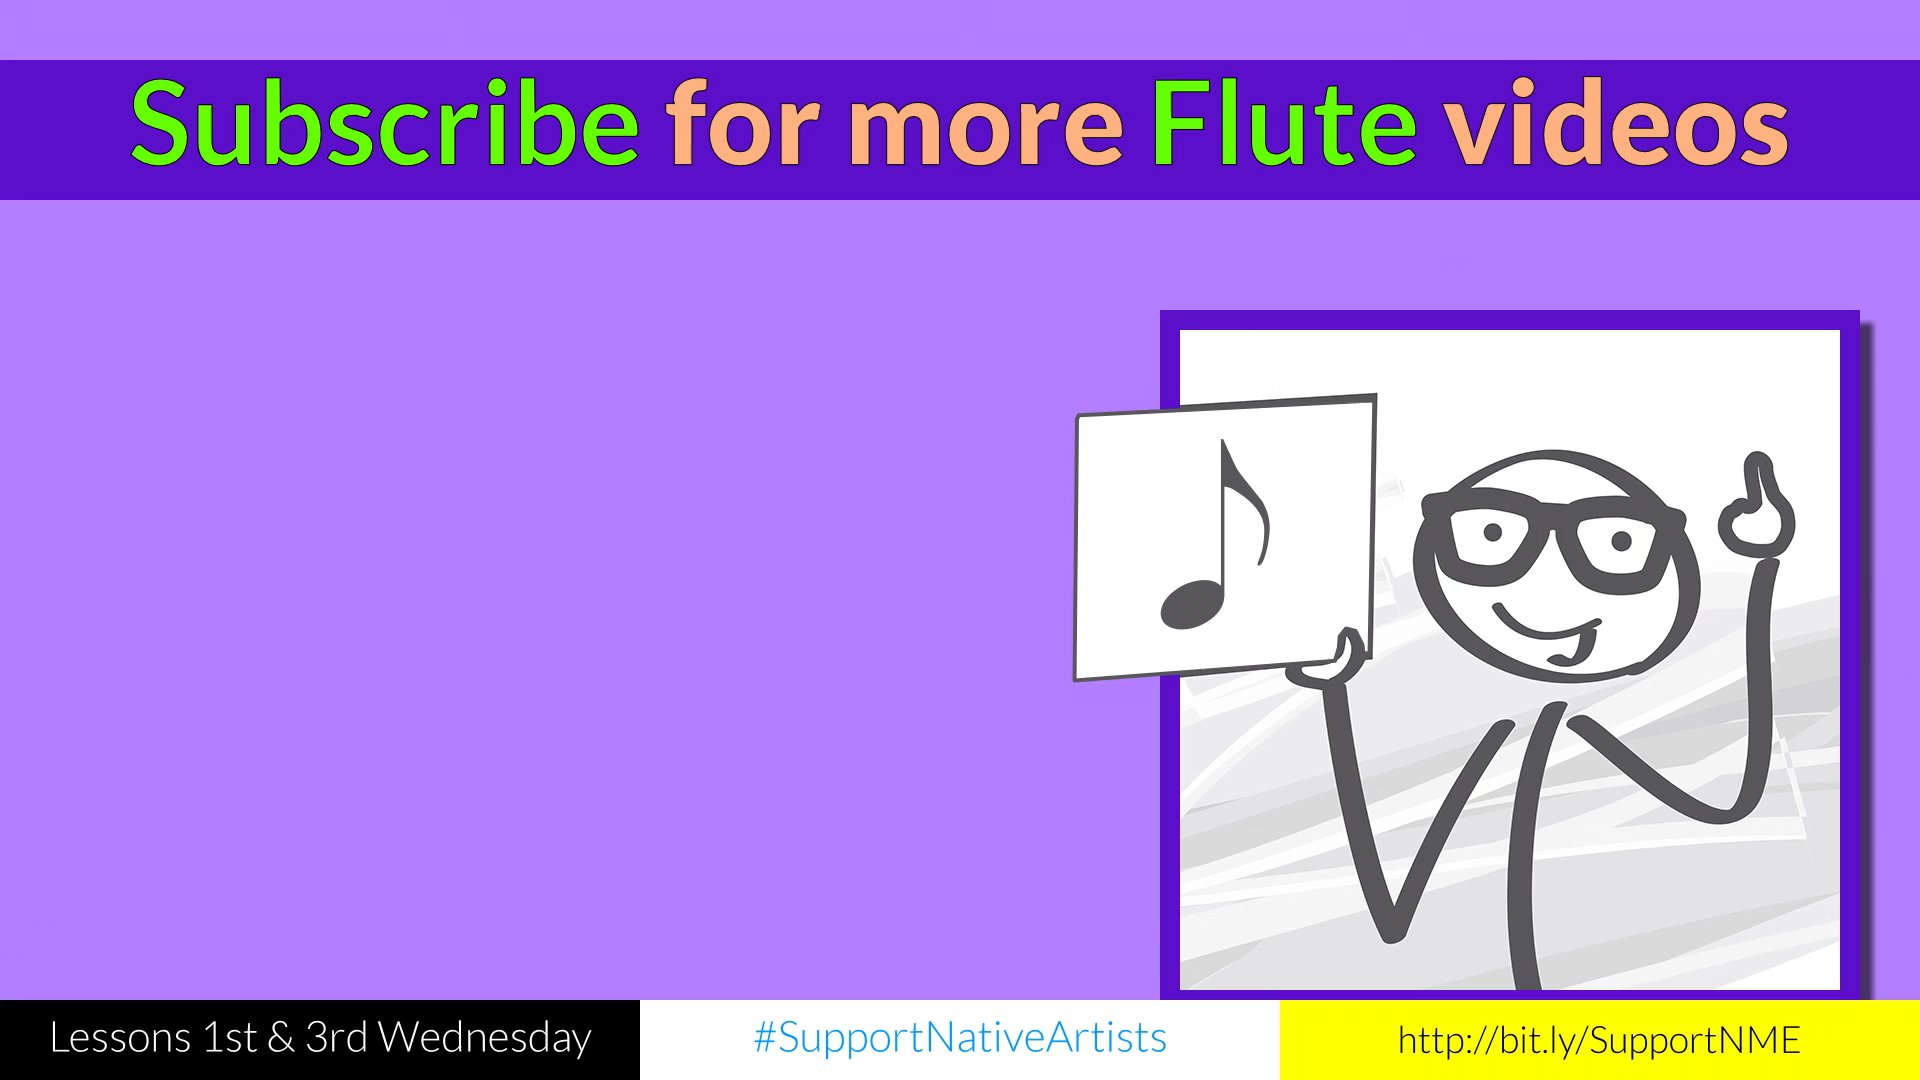 Subscribe for more Flute videos
Lessons 1st & 3rd Wednesday
#SupportNativeArtists
http://bit.ly/SupportNME